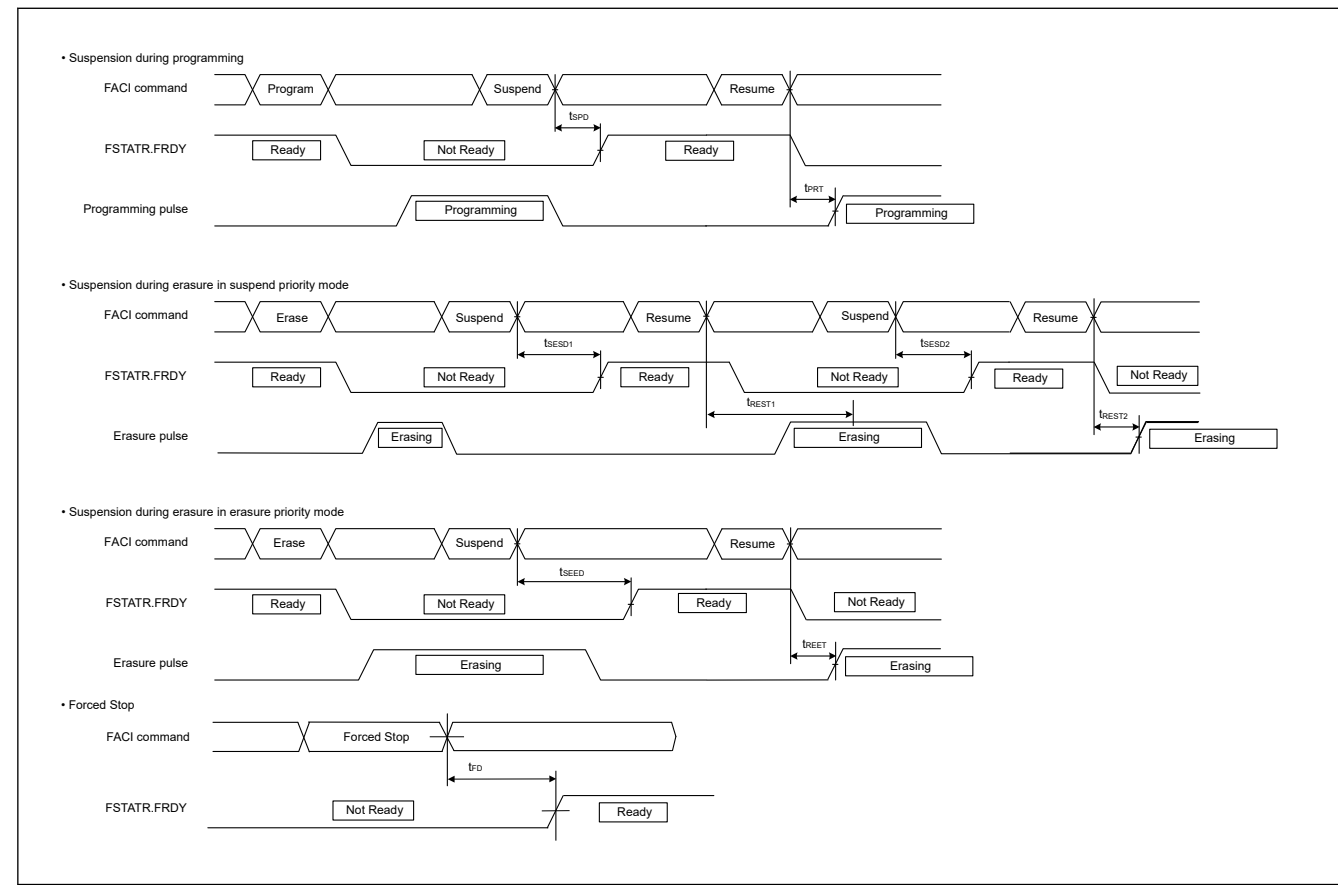 • Suspension during programming
FACI command Program Suspend Resume
tSPD
FSTATR.FRDY Ready Not Ready Ready
tPRT
Programming pulse Programming Programming
• Suspension during erasure in suspend priority mode
FACI command Erase Suspend Resume Suspend Resume
tSESD1 tSESD2
FSTATR.FRDY Ready Not Ready Ready Not Ready Ready Not Ready
tREST1 tREST2
Erasure pulse Erasing Erasing Erasing
• Suspension during erasure in erasure priority mode
FACI command Erase Suspend Resume
tSEED
FSTATR.FRDY Ready Not Ready Ready Not Ready
tREET
Erasure pulse Erasing Erasing
• Forced Stop
FACI command Forced Stop
tFD
FSTATR.FRDY Not Ready Ready